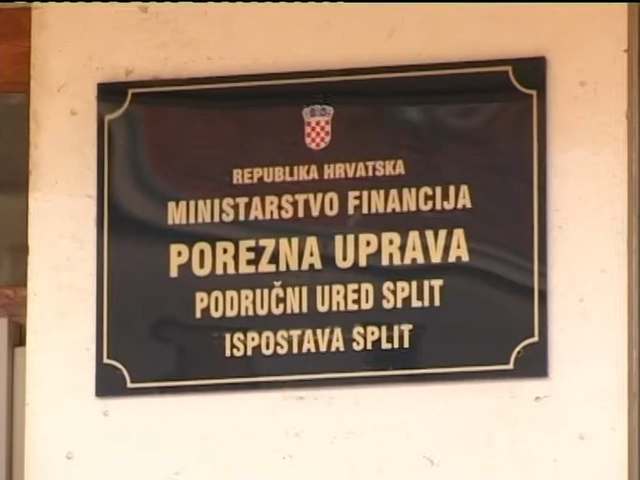 REPUBLIKA HRVATSKA
MINISTARSTVO FINANCIJA
POREZNA UPRAVA
PODRUČNI URED SPLIT
ISPOSTAVA SPLIT